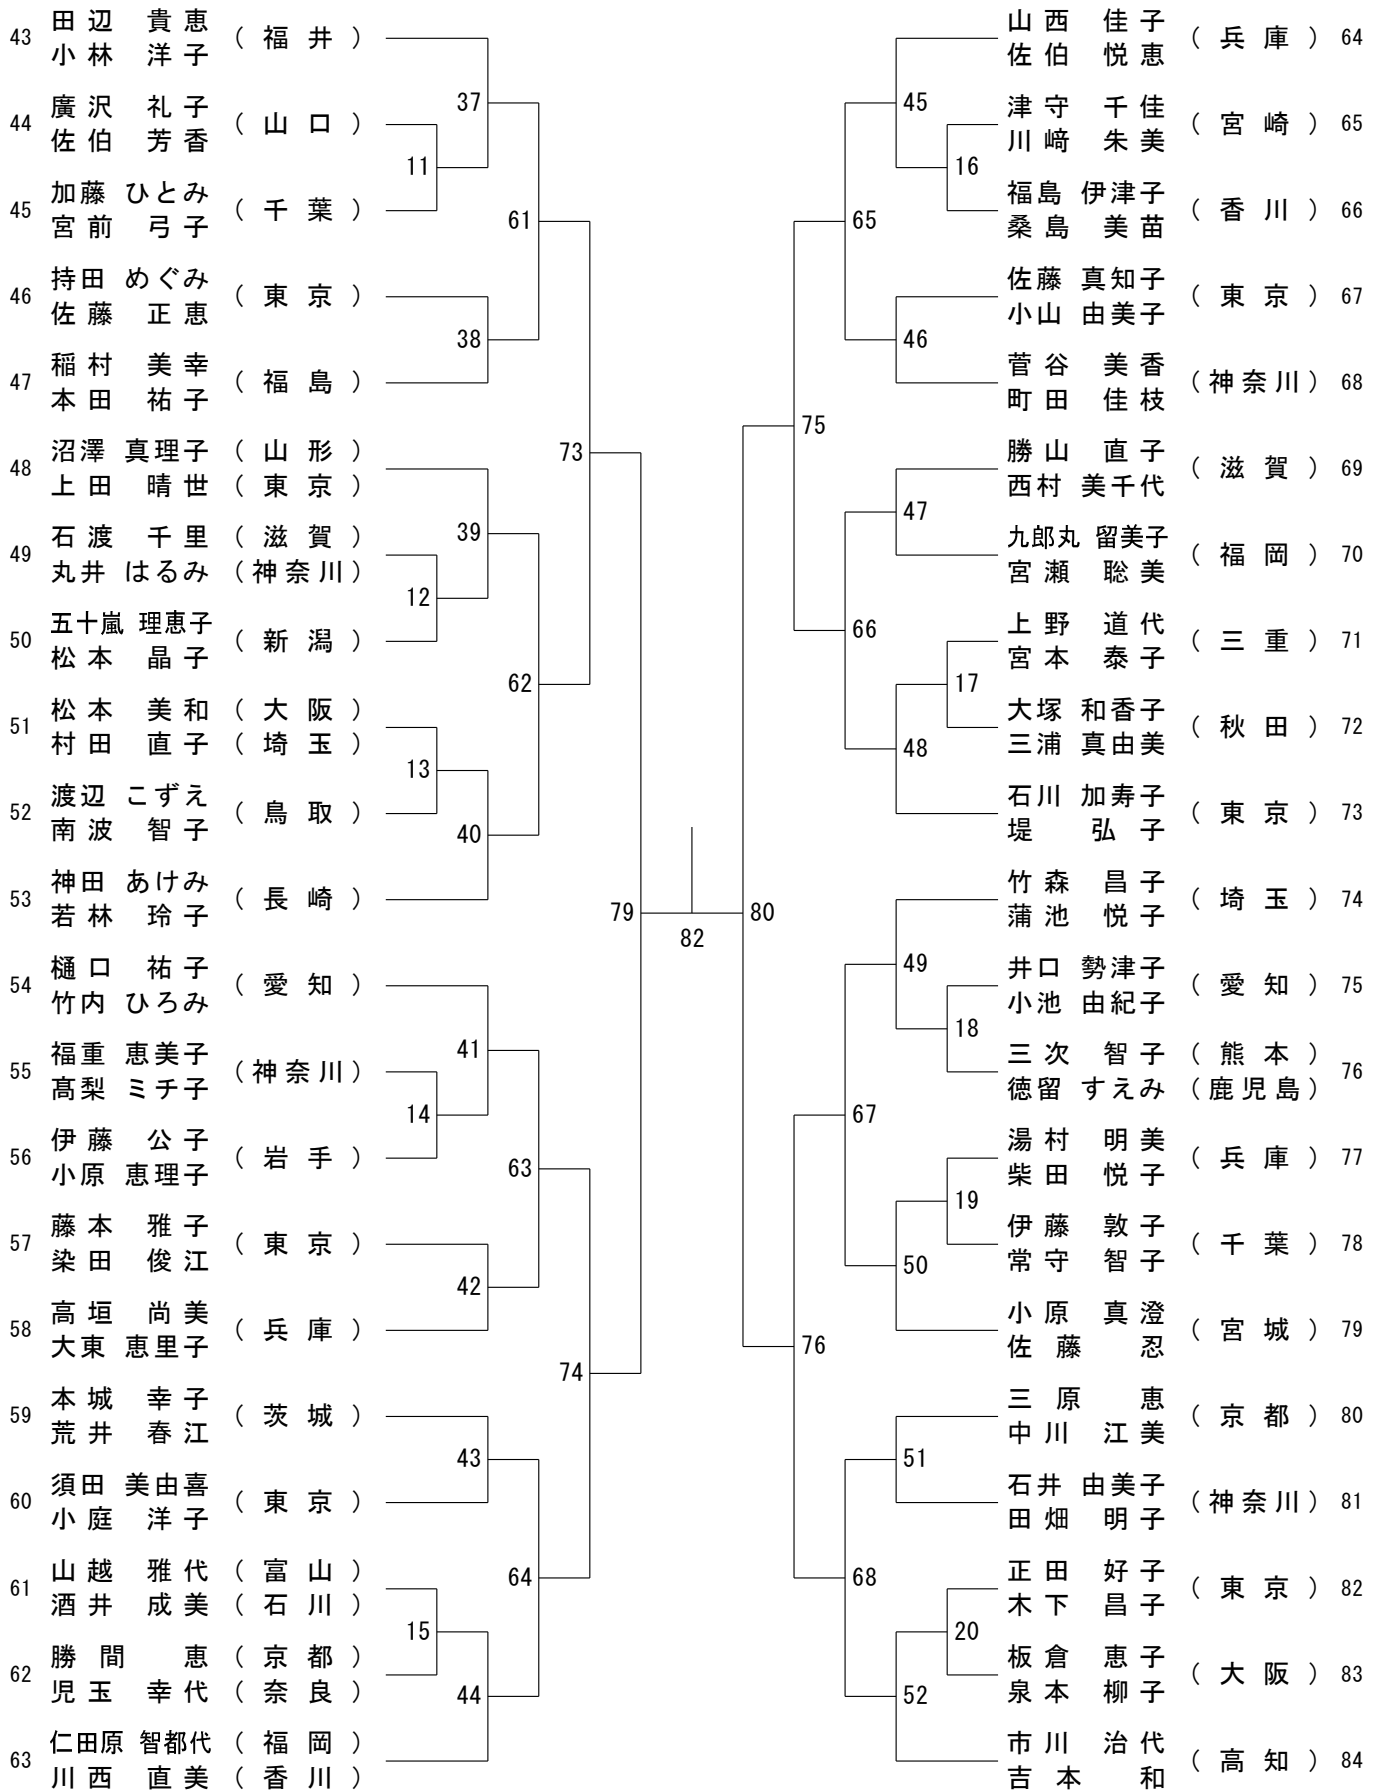 43 田辺 貴恵 （福井）
小林 洋子
44 廣沢 礼子 （山口）
佐伯 芳香
45 加藤 ひとみ （千葉）
宮前 弓子
46 持田 めぐみ （東京）
佐藤 正恵
47 稲村 美幸 （福島）
本田 祐子
48 沼澤 真理子 （山形）
上田 晴世 （東京）
49 石渡 千里 （滋賀）
丸井 はるみ （神奈川）
50 五十嵐 理恵子 （新潟）
松本 晶子
51 松本 美和 （大阪）
村田 直子 （埼玉）
52 渡辺 こずえ （鳥取）
南波 智子
53 神田 あけみ （長崎）
若林 玲子
54 樋口 祐子 （愛知）
竹内 ひろみ
55 福重 恵美子 （神奈川）
髙梨 ミチ子
56 伊藤 公子 （岩手）
小原 恵理子
57 藤本 雅子 （東京）
染田 俊江
58 高垣 尚美 （兵庫）
大東 恵里子
59 本城 幸子 （茨城）
荒井 春江
60 須田 美由喜 （東京）
小庭 洋子
61 山越 雅代 （富山）
酒井 成美 （石川）
62 勝間 恵 （京都）
児玉 幸代 （奈良）
63 仁田原 智都代 （福岡）
川西 直美 （香川）
37
11
61
38
73
39
12
62
13
40
79
82
80
41
14
63
42
74
43
64
15
44
45
16
65
46
75
47
66
17
48
49
18
67
19
50
76
51
68
20
52
山西 佳子 （兵庫） 64
佐伯 悦恵
津守 千佳 （宮崎） 65
川﨑 朱美
福島 伊津子 （香川） 66
桑島 美苗
佐藤 真知子 （東京） 67
小山 由美子
菅谷 美香 （神奈川） 68
町田 佳枝
勝山 直子 （滋賀） 69
西村 美千代
九郎丸 留美子 （福岡） 70
宮瀬 聡美
上野 道代 （三重） 71
宮本 泰子
大塚 和香子 （秋田） 72
三浦 真由美
石川 加寿子 （東京） 73
堤 弘子
竹森 昌子 （埼玉） 74
蒲池 悦子
井口 勢津子 （愛知） 75
小池 由紀子
三次 智子 （熊本） 76
徳留 すえみ （鹿児島）
湯村 明美 （兵庫） 77
柴田 悦子
伊藤 敦子 （千葉） 78
常守 智子
小原 真澄 （宮城） 79
佐藤 忍
三原 恵 （京都） 80
中川 江美
石井 由美子 （神奈川） 81
田畑 明子
正田 好子 （東京） 82
木下 昌子
板倉 恵子 （大阪） 83
泉本 柳子
市川 治代 （高知） 84
吉本 和